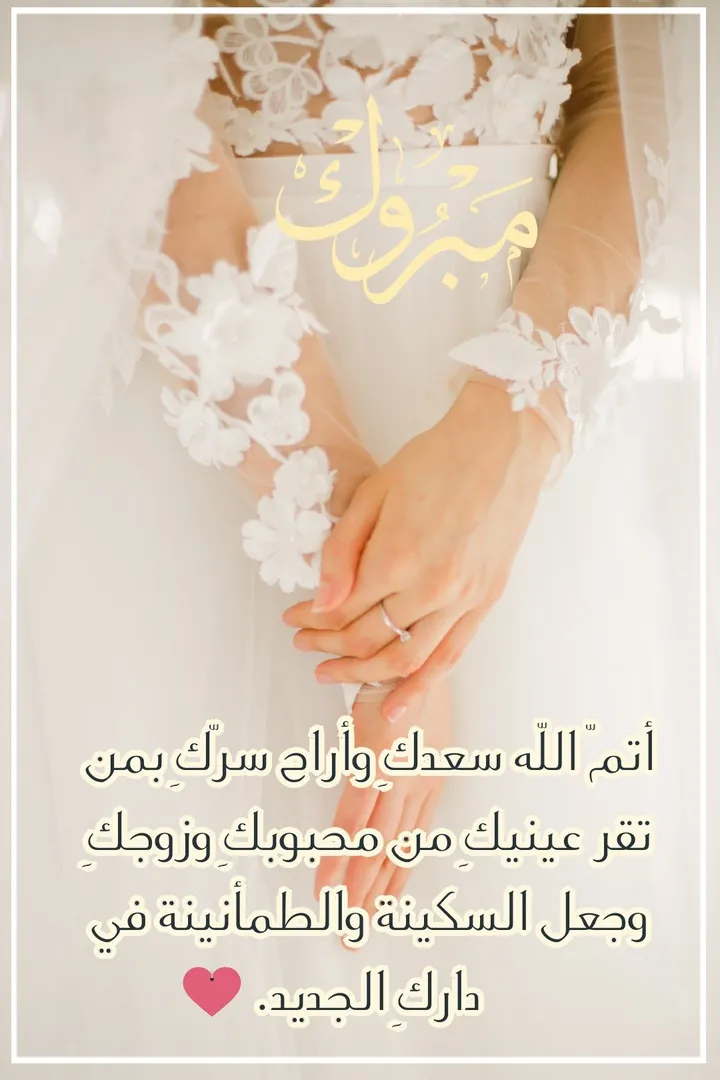 مبروك
أتمّ اللّه سعدكِ وأراح سرّكِ بمن
تقر عينيكِ من محبوبكِ وزوجكِ
وجعل السكينة والطمأنينة في
داركِ الجديد. ❤